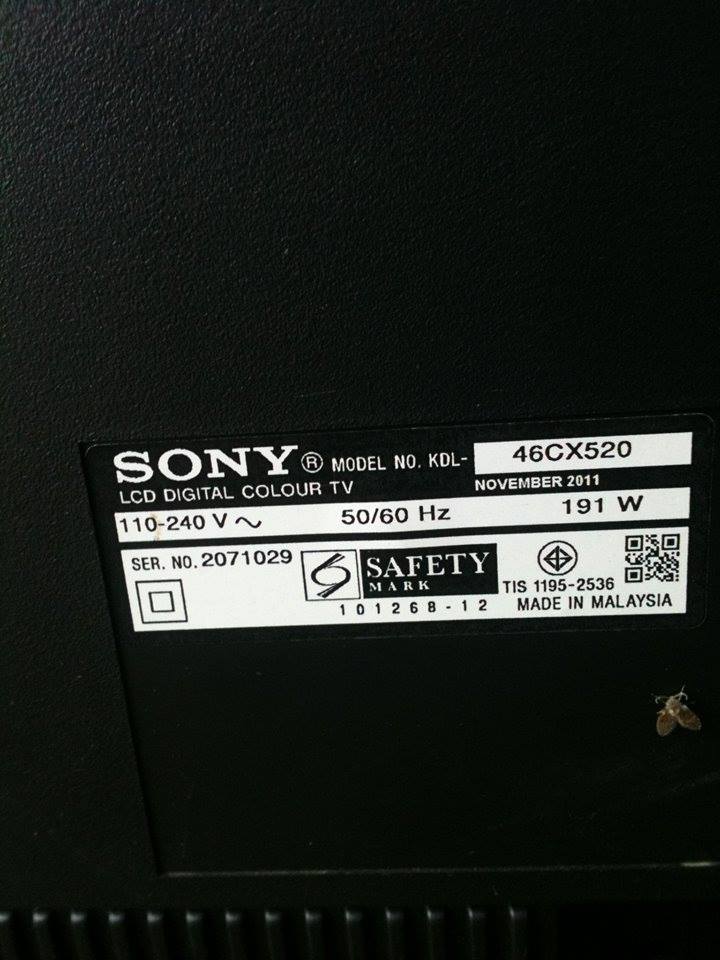 SONY® MODEL NO. KDL- 46CX520
LCD DIGITAL COLOUR TV NOVEMBER 2011
110-240 V ~ 50/60 Hz 191 W
SER. NO. 2071029
SAFETY
MARK
101268-12
TIS 1195-2536
MADE IN MALAYSIA